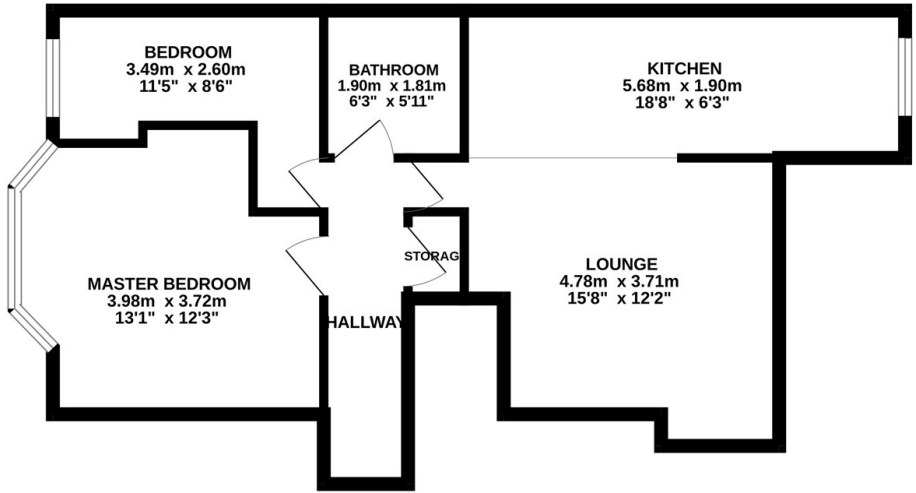 BEDROOM
3.49m x 2.60m
11'5" x 8'6"
BATHROOM
1.90m x 1.81m
6'3" x 5'11"
KITCHEN
5.68m x 1.90m
18'8" x 6'3"
STORAG
LOUNGE
4.78m x 3.71m
15'8" x 12'2"
MASTER BEDROOM
3.98m x 3.72m
13'1" x 12'3"
HALLWAY